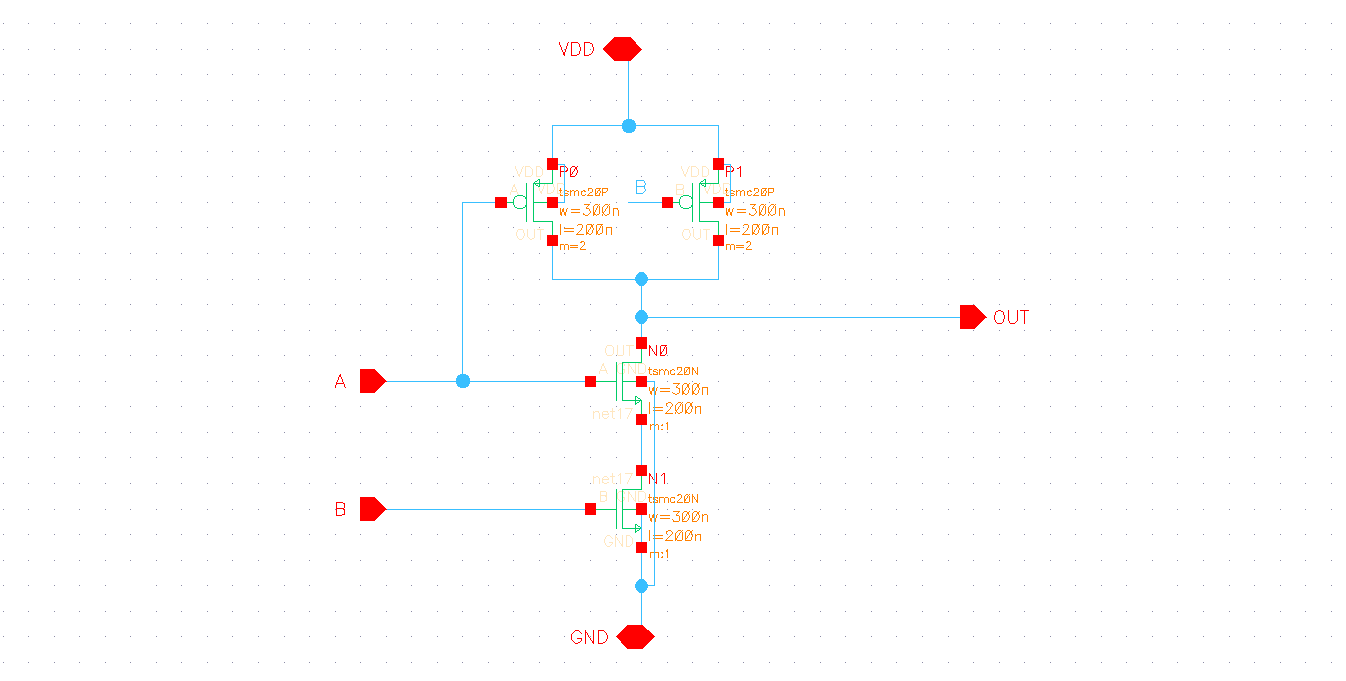 VDD
VDD P0
A VDD tsmc20P
w=300n
l=200n
OUT
m=2
B
VDD P1
B VDD tsmc20P
w=300n
l=200n
OUT
m=2
OUT
OUT N0
A GND tsmc20N
w=300n
l=200n
net17
m:1
A
net17 N1
B GND tsmc20N
w=300n
l=200n
GND
m:1
B
GND